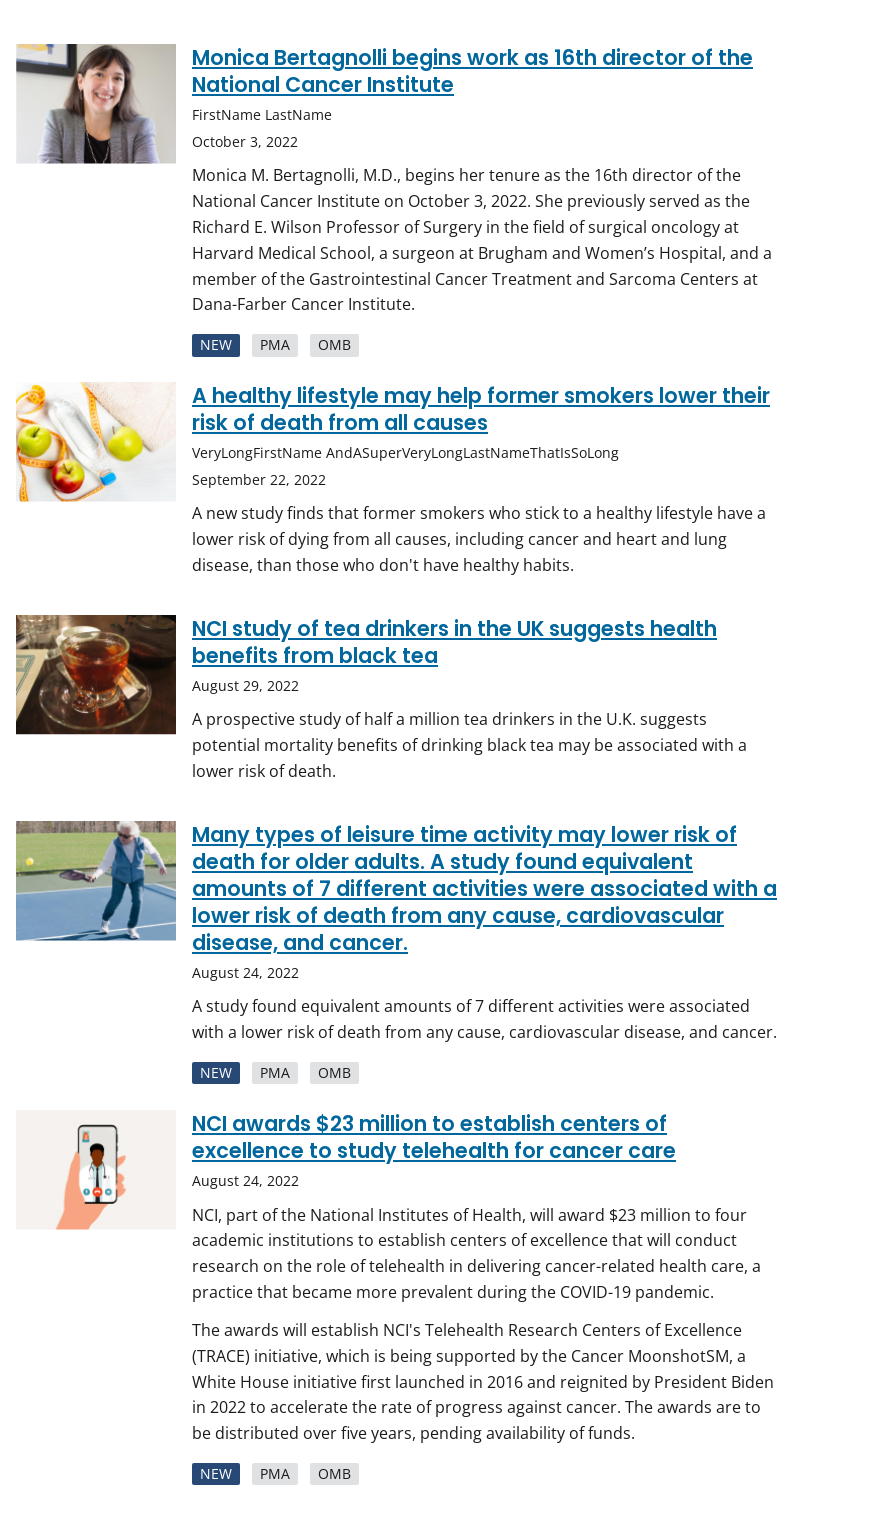 Monica Bertagnolli begins work as 16th director of the
National Cancer Institute
FirstName LastName
October 3, 2022
Monica M. Bertagnolli, M.D., begins her tenure as the 16th director of the
National Cancer Institute on October 3, 2022. She previously served as the
Richard E. Wilson Professor of Surgery in the field of surgical oncology at
Harvard Medical School, a surgeon at Brugham and Women’s Hospital, and a
member of the Gastrointestinal Cancer Treatment and Sarcoma Centers at
Dana-Farber Cancer Institute.
NEW PMA OMB
A healthy lifestyle may help former smokers lower their
risk of death from all causes
VeryLongFirstName AndASuperVeryLongLastNameThatIsSoLong
September 22, 2022
A new study finds that former smokers who stick to a healthy lifestyle have a
lower risk of dying from all causes, including cancer and heart and lung
disease, than those who don't have healthy habits.
NCI study of tea drinkers in the UK suggests health
benefits from black tea
August 29, 2022
A prospective study of half a million tea drinkers in the U.K. suggests
potential mortality benefits of drinking black tea may be associated with a
lower risk of death.
Many types of leisure time activity may lower risk of
death for older adults. A study found equivalent
amounts of 7 different activities were associated with a
lower risk of death from any cause, cardiovascular
disease, and cancer.
August 24, 2022
A study found equivalent amounts of 7 different activities were associated
with a lower risk of death from any cause, cardiovascular disease, and cancer.
NEW PMA OMB
NCI awards $23 million to establish centers of
excellence to study telehealth for cancer care
August 24, 2022
NCI, part of the National Institutes of Health, will award $23 million to four
academic institutions to establish centers of excellence that will conduct
research on the role of telehealth in delivering cancer-related health care, a
practice that became more prevalent during the COVID-19 pandemic.
The awards will establish NCI's Telehealth Research Centers of Excellence
(TRACE) initiative, which is being supported by the Cancer MoonshotSM, a
White House initiative first launched in 2016 and reignited by President Biden
in 2022 to accelerate the rate of progress against cancer. The awards are to
be distributed over five years, pending availability of funds.
NEW PMA OMB